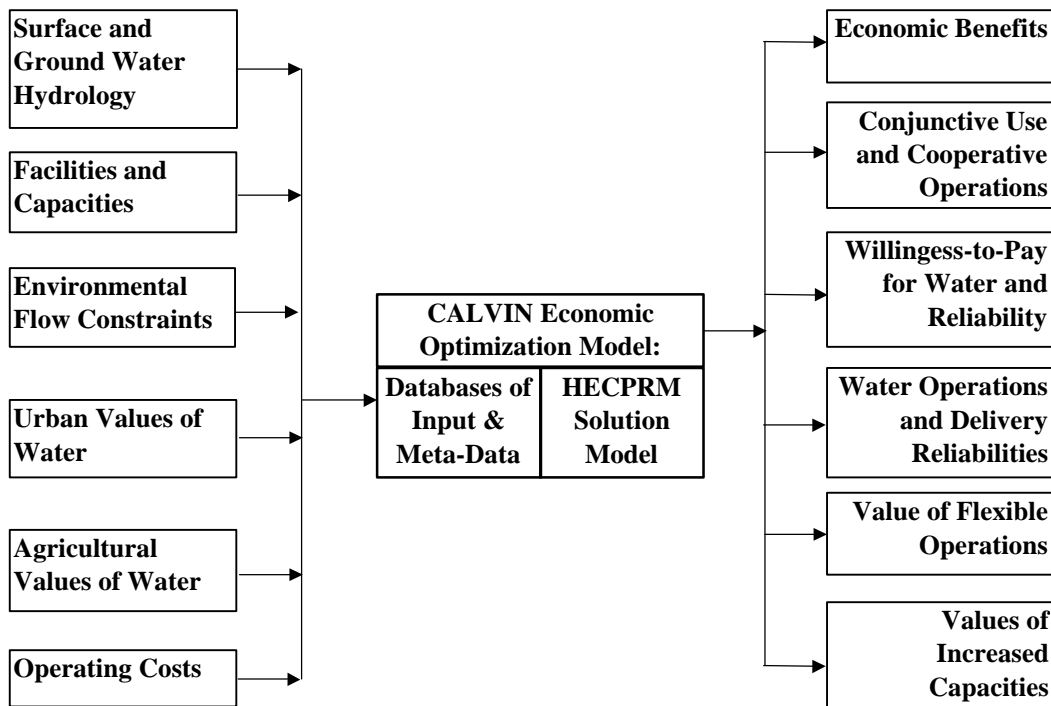 Surface and
Ground Water
Hydrology
Facilities and
Capacities
Environmental
Flow Constraints
Urban Values of
Water
Agricultural
Values of Water
Operating Costs
CALVIN Economic
Optimization Model:
Databases of
Input &
Meta-Data
HECPRM
Solution
Model
Economic Benefits
Conjunctive Use
and Cooperative
Operations
Willingess-to-Pay
for Water and
Reliability
Water Operations
and Delivery
Reliabilities
Value of Flexible
Operations
Values of
Increased
Capacities